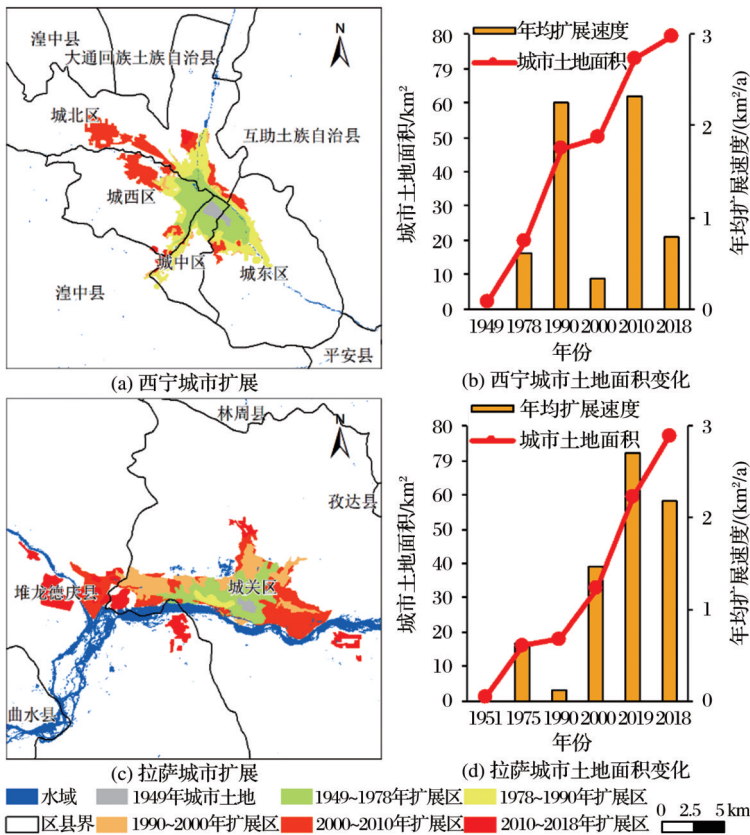 湟中县
大通回族土族自治县
N
城北区
互助土族自治县
城西区
城中区
城东区
湟中县
平安县
(a) 西宁城市扩展
年均扩展速度
城市土地面积
城市土地面积/km²
80
79
60
50
40
30
20
10
0
3
2
1
0
年均扩展速度/(km²/a)
1949 1978 1990 2000 2010 2018
年份
(b) 西宁城市土地面积变化
林周县
N
孜达县
堆龙德庆县
城关区
曲水县
(c) 拉萨城市扩展
年均扩展速度
城市土地面积
城市土地面积/km²
80
79
60
50
40
30
20
10
0
3
2
1
0
年均扩展速度/(km²/a)
1951 1975 1990 2000 2019 2018
年份
(d) 拉萨城市土地面积变化
水域 1949年城市土地 1949~1978年扩展区 1978~1990年扩展区
区县界 1990~2000年扩展区 2000~2010年扩展区 2010~2018年扩展区
0 2.5 5 km